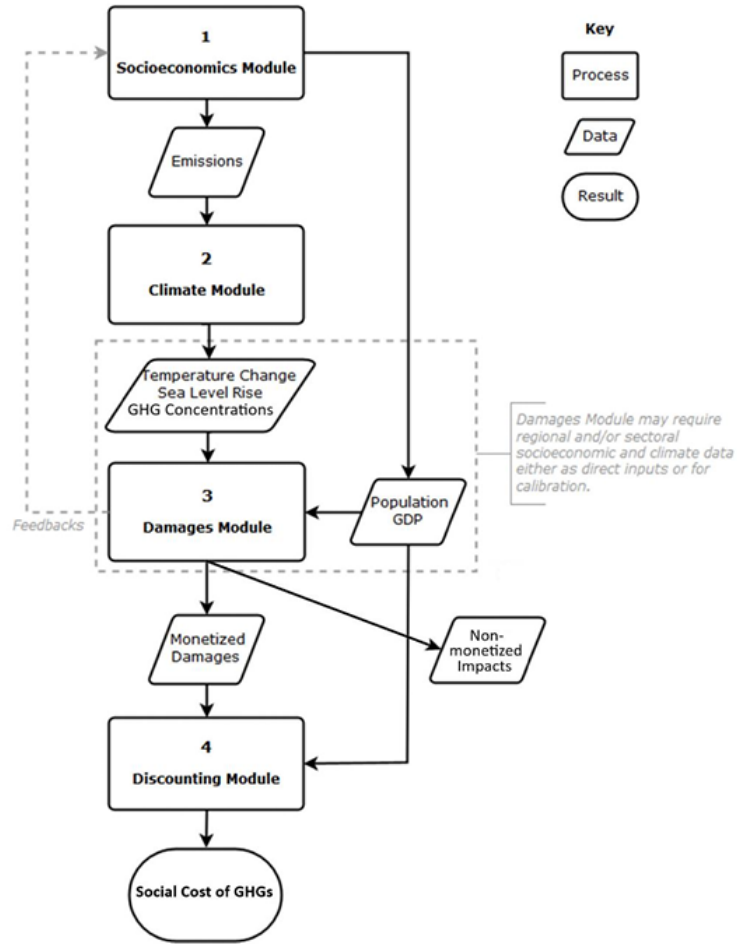 1
Socioeconomics Module
Key
Process
Data
Result
Emissions
2
Climate Module
Temperature Change
Sea Level Rise
GHG Concentrations
Damages Module may require
regional and/or sectoral
socioeconomic and climate data
either as direct inputs or for
calibration.
3
Damages Module
Population
GDP
Feedbacks
Monetized
Damages
Non-
monetized
Impacts
4
Discounting Module
Social Cost of GHGs